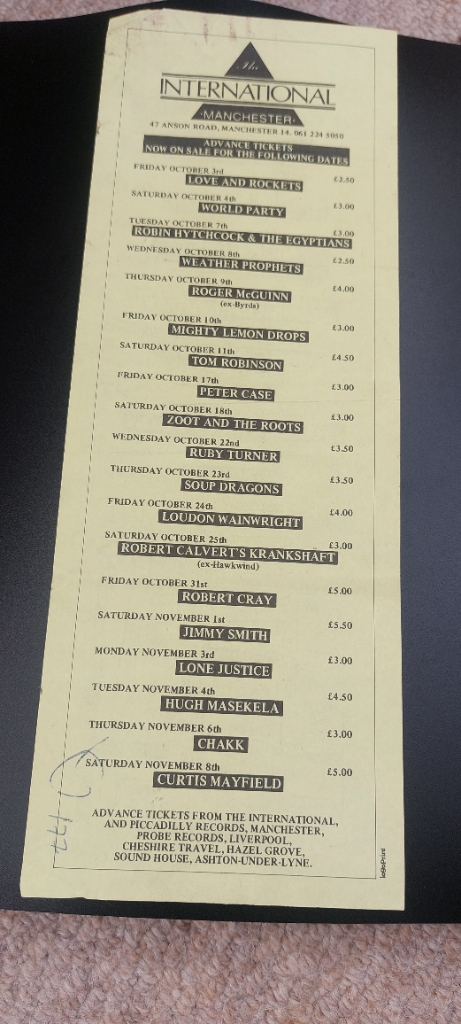 The
INTERNATIONAL
·MANCHESTER·
47 ANSON ROAD, MANCHESTER 14. 061 224 5050
ADVANCE TICKETS
NOW ON SALE FOR THE FOLLOWING DATES
FRIDAY OCTOBER 3rd £3.50
LOVE AND ROCKETS
SATURDAY OCTOBER 4th £3.00
WORLD PARTY
TUESDAY OCTOBER 7th £3.00
ROBIN HYTCHCOCK & THE EGYPTIANS
WEDNESDAY OCTOBER 8th £2.50
WEATHER PROPHETS
THURSDAY OCTOBER 9th £4.00
ROGER McGUINN
(ex-Byrds)
FRIDAY OCTOBER 10th £3.00
MIGHTY LEMON DROPS
SATURDAY OCTOBER 11th £4.50
TOM ROBINSON
FRIDAY OCTOBER 17th £3.00
PETER CASE
SATURDAY OCTOBER 18th £3.00
ZOOT AND THE ROOTS
WEDNESDAY OCTOBER 22nd £3.50
RUBY TURNER
THURSDAY OCTOBER 23rd £3.50
SOUP DRAGONS
FRIDAY OCTOBER 24th £4.00
LOUDON WAINWRIGHT
SATURDAY OCTOBER 25th £3.00
ROBERT CALVERT'S KRANKSHAFT
(ex-Hawkwind)
FRIDAY OCTOBER 31st £5.00
ROBERT CRAY
SATURDAY NOVEMBER 1st £5.50
JIMMY SMITH
MONDAY NOVEMBER 3rd £3.00
LONE JUSTICE
TUESDAY NOVEMBER 4th £4.50
HUGH MASEKELA
THURSDAY NOVEMBER 6th £3.00
CHAKK
SATURDAY NOVEMBER 8th £5.00
CURTIS MAYFIELD
ADVANCE TICKETS FROM THE INTERNATIONAL,
AND PICCADILLY RECORDS, MANCHESTER,
PROBE RECORDS, LIVERPOOL,
CHESHIRE TRAVEL, HAZEL GROVE,
SOUND HOUSE, ASHTON-UNDER-LYNE.